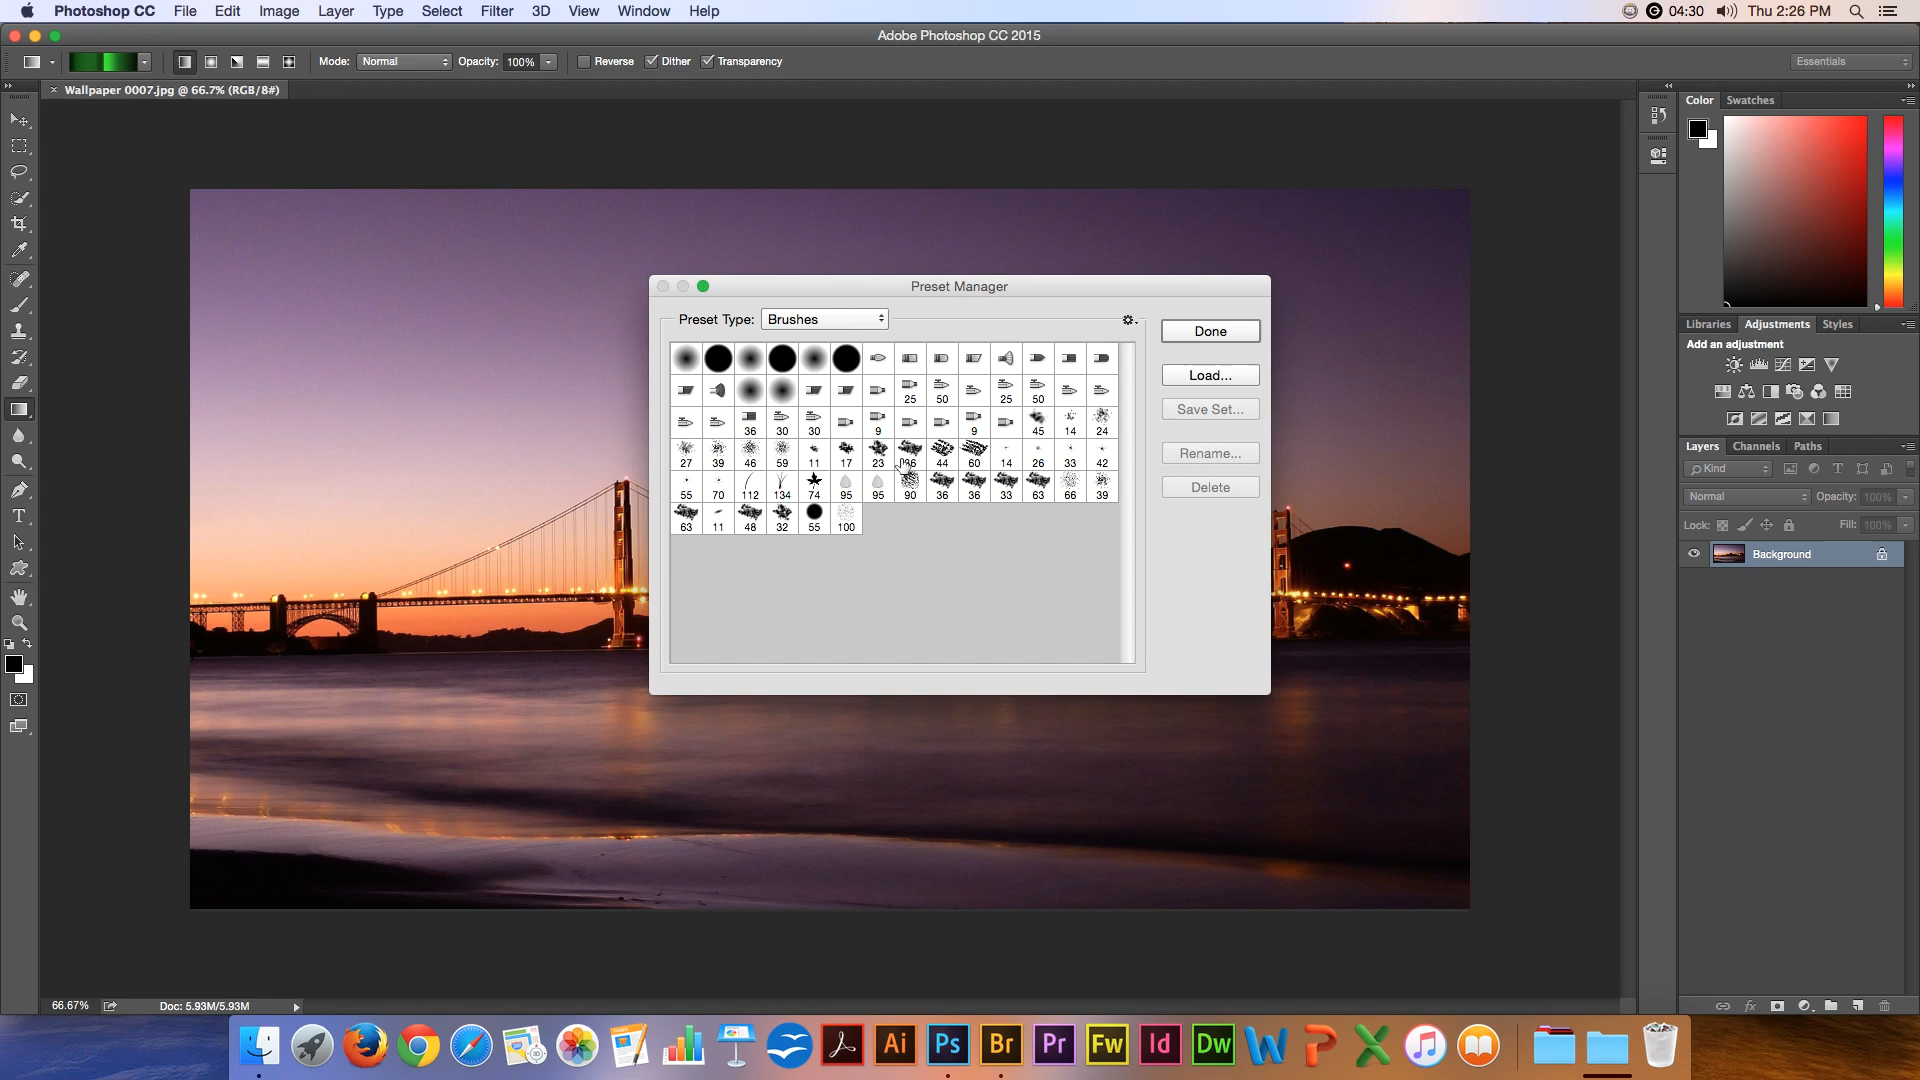 Photoshop CC File Edit Image Layer Type Select Filter 3D View Window Help 04:30 Thu 2:26 PM
Adobe Photoshop CC 2015
Mode: Normal Opacity: 100% Reverse Dither Transparency Essentials
× Wallpaper 0007.jpg @ 66.7% (RGB/8#)
Color Swatches
Preset Manager
Preset Type: Brushes
Done
Load...
Save Set...
Rename...
Delete
25 50 25 50
36 30 30 9 9 45 14 24
27 39 46 59 11 17 23 36 44 60 14 26 33 42
55 70 112 134 74 95 95 90 36 36 33 63 66 39
63 11 48 32 55 100
Libraries Adjustments Styles
Add an adjustment
Layers Channels Paths
Kind
Normal Opacity: 100%
Lock: Fill: 100%
Background
fx
66.67% Doc: 5.93M/5.93M
Ai Ps Br Pr Fw Id Dw